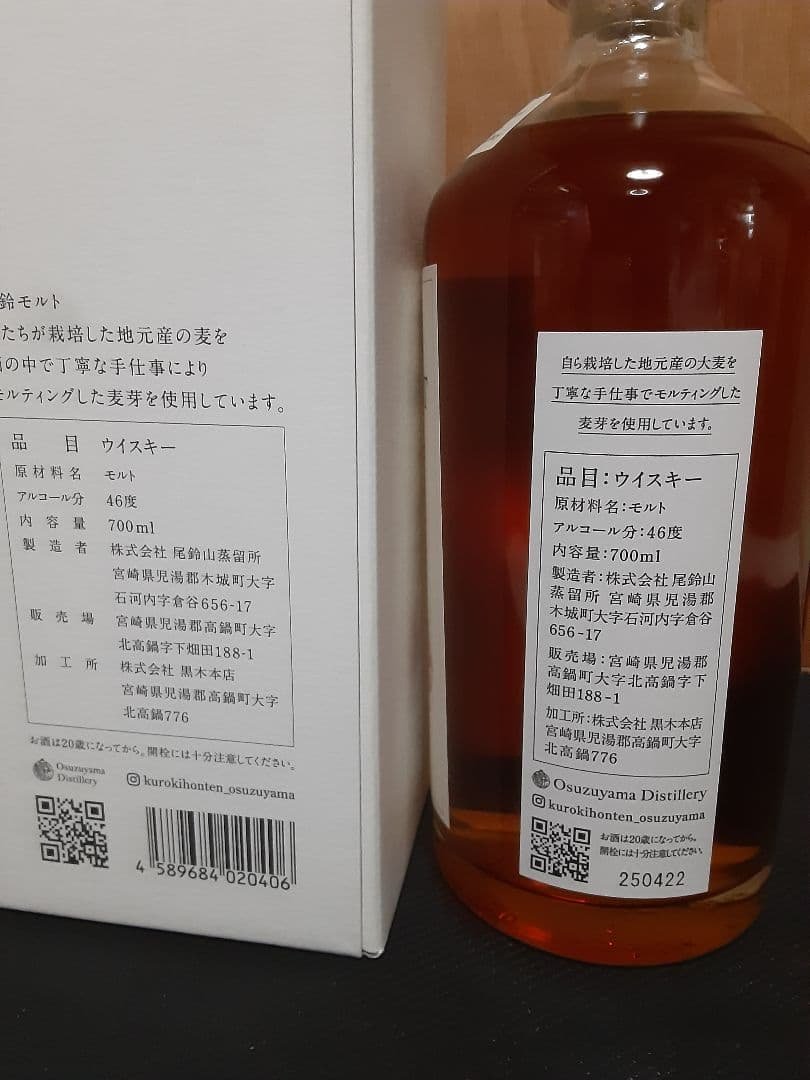 鈴モルト
たちが栽培した地元産の麦を
の中で丁寧な手仕事により
モルティングした麦芽を使用しています。
品目 ウイスキー
原材料名 モルト
アルコール分 46度
内容量 700ml
製造者 株式会社 尾鈴山蒸留所
宮崎県児湯郡木城町大字
石河内字倉谷656-17
販売場 宮崎県児湯郡高鍋町大字
北高鍋字下畑田188-1
加工所 株式会社 黒木本店
宮崎県児湯郡高鍋町大字
北高鍋776
お酒は20歳になってから。開栓には十分注意してください。
Osuzuyama
Distillery
kurokihonten_osuzuyama
4 589684 020406
自ら栽培した地元産の大麦を
丁寧な手仕事でモルティングした
麦芽を使用しています。
品目：ウイスキー
原材料名：モルト
アルコール分：46度
内容量：700ml
製造者：株式会社 尾鈴山
蒸留所 宮崎県児湯郡
木城町大字石河内字倉谷
656-17
販売場：宮崎県児湯郡
高鍋町大字北高鍋字下
畑田188-1
加工所：株式会社 黒木本店
宮崎県児湯郡高鍋町大字
北高鍋776
Osuzuyama Distillery
kurokihonten_osuzuyama
お酒は20歳になってから。
開栓には十分注意してください。
250422